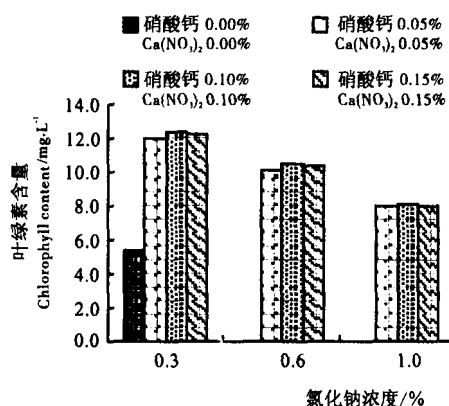 硝酸钙 0.00% 硝酸钙 0.05%
Ca(NO₃)₂ 0.00% Ca(NO₃)₂ 0.05%
硝酸钙 0.10% 硝酸钙 0.15%
Ca(NO₃)₂ 0.10% Ca(NO₃)₂ 0.15%
叶绿素含量
Chlorophyll content/mg·L⁻¹
14.0
12.0
10.0
8.0
6.0
4.0
2.0
0.0
0.3 0.6 1.0
氯化钠浓度/%